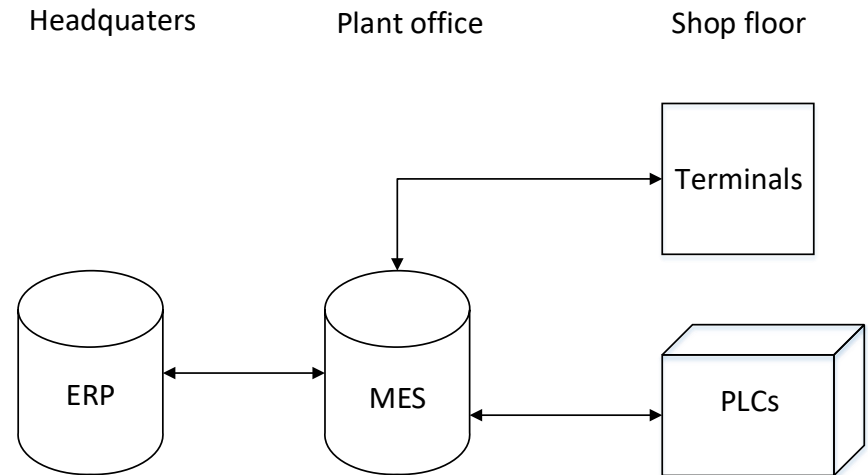 Headquaters
Plant office
Shop floor
Terminals
ERP
MES
PLCs